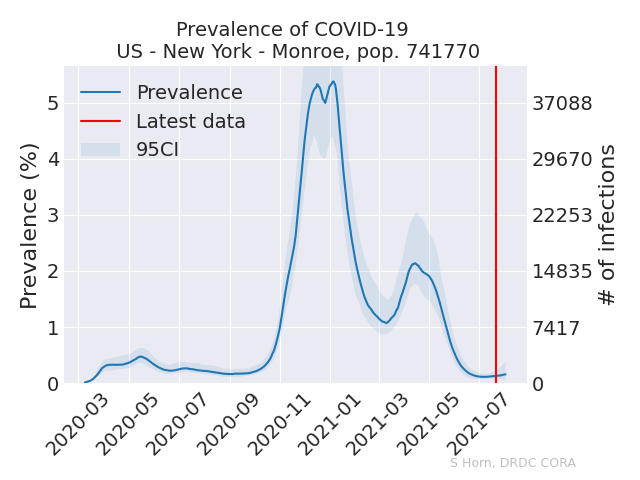 Prevalence of COVID-19
US - New York - Monroe, pop. 741770
Prevalence
Latest data
95CI
Prevalence (%)
5
4
3
2
1
0
37088
29670
22253
14835
7417
0
# of infections
2020-03
2020-05
2020-07
2020-09
2020-11
2021-01
2021-03
2021-05
2021-07
S Horn, DRDC CORA